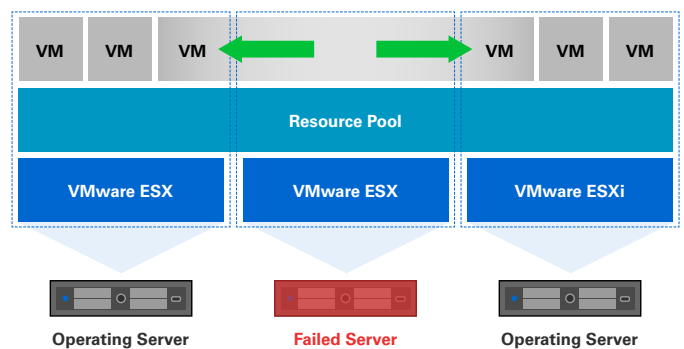 VM VM VM VM VM VM
Resource Pool
VMware ESX VMware ESX VMware ESXi
Operating Server Failed Server Operating Server